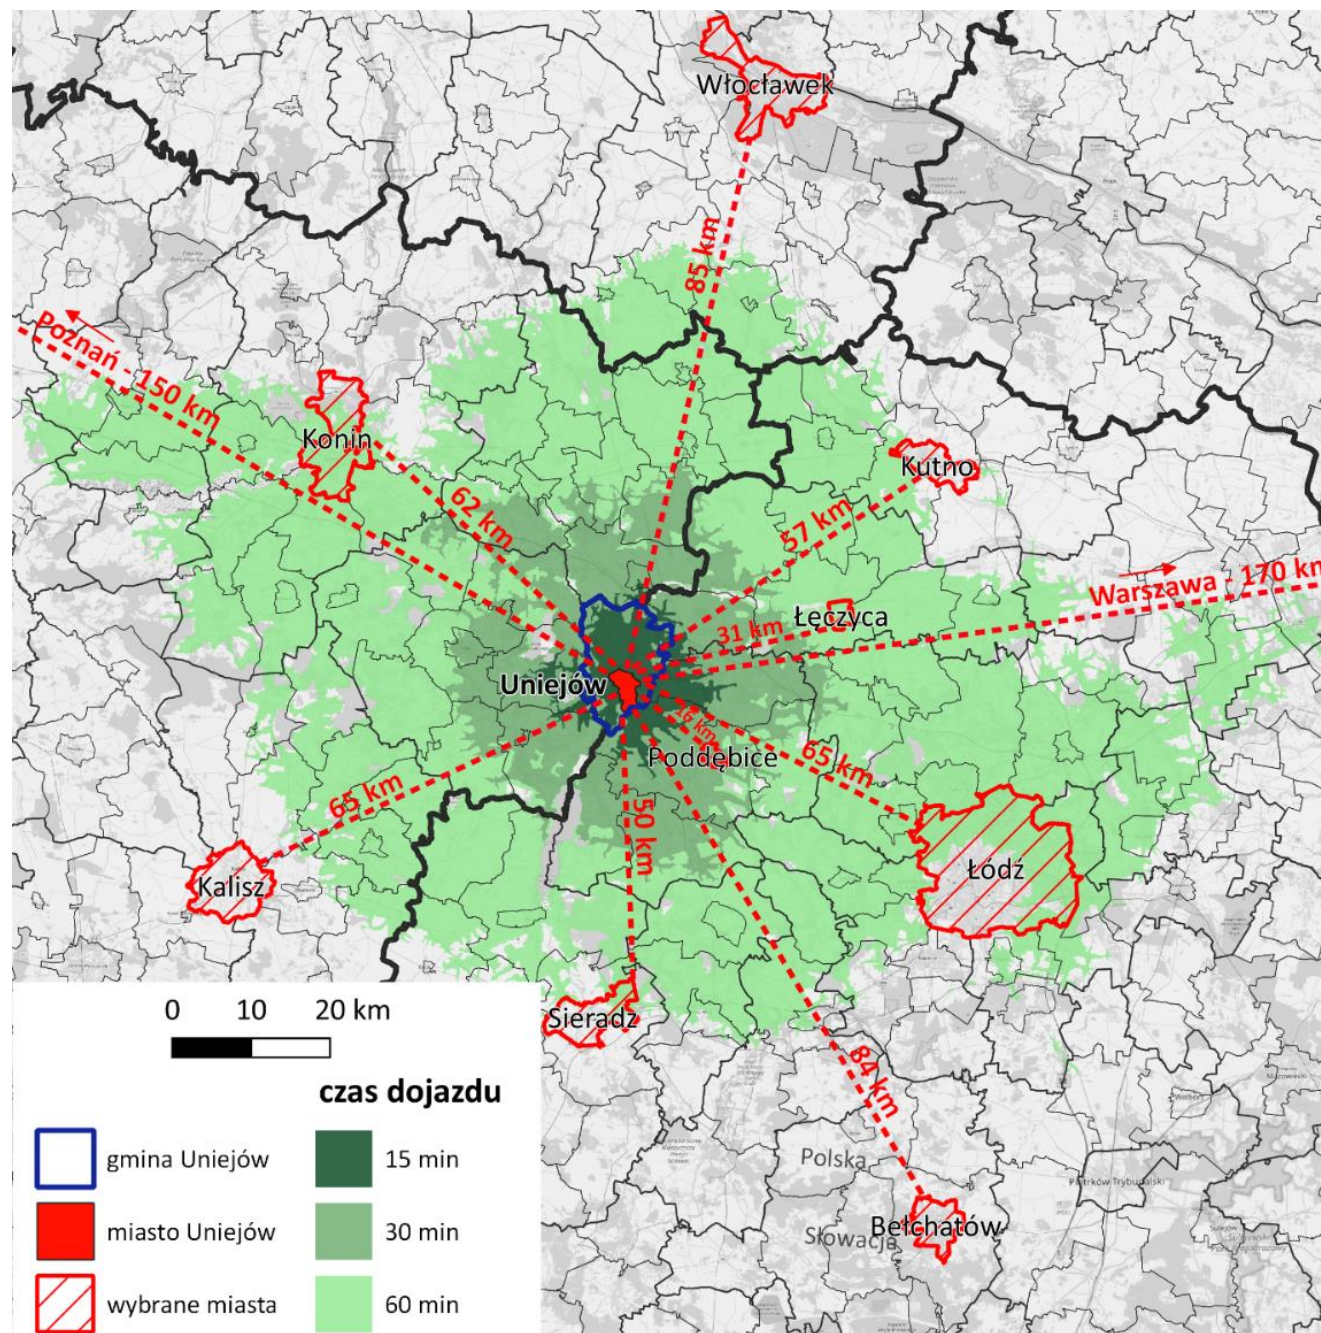 Włocławek
85 km
Poznań - 150 km
Konin
Kutno
62 km
57 km
Warszawa - 170 km
Łęczyca
31 km
Uniejów
16 km
Poddębice
65 km
65 km
50 km
Łódź
Kalisz
Sieradz
84 km
Polska
Słowacja
Bełchatów
Piotrków Trybunalski
0 10 20 km
czas dojazdu
gmina Uniejów
15 min
miasto Uniejów
30 min
wybrane miasta
60 min